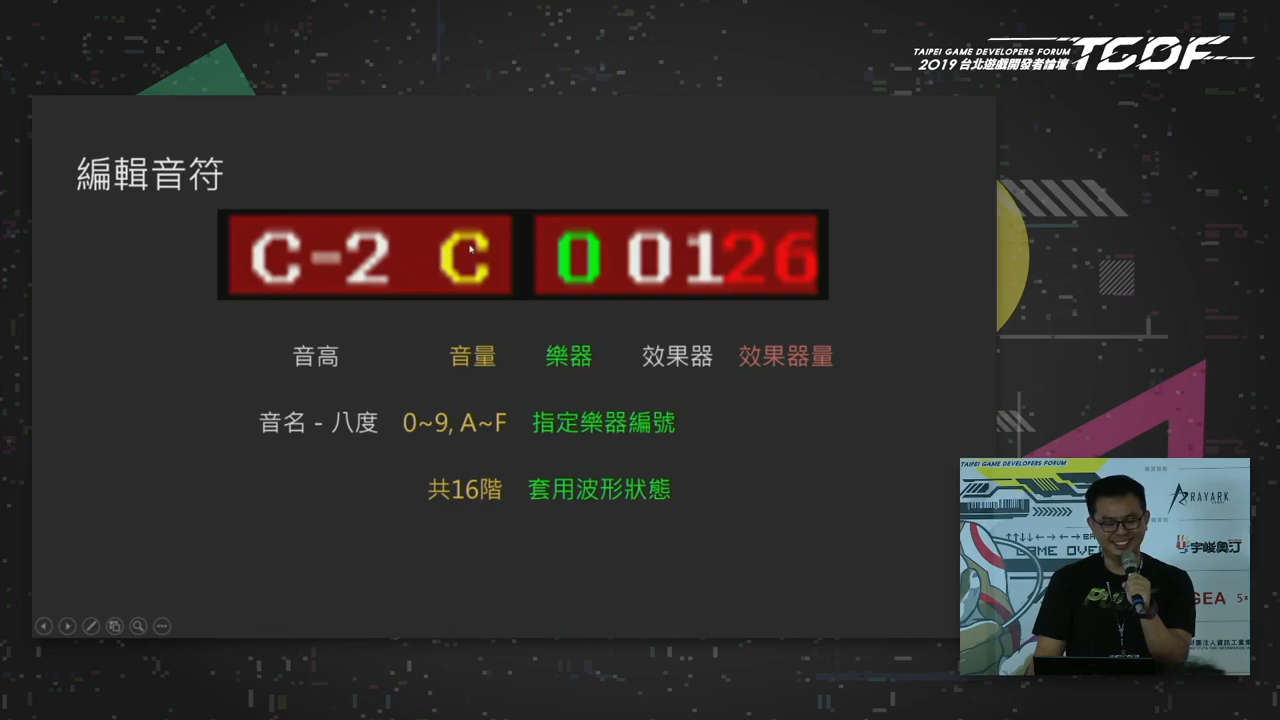 TAIPEI GAME DEVELOPERS FORUM
2019 台北遊戲開發者論壇
TGDF
編輯音符
C-2 C 0 0126
音高 音量 樂器 效果器 效果器量
音名 - 八度 0~9, A~F 指定樂器編號
共16階 套用波形狀態
TAIPEI GAME DEVELOPERS FORUM
RAYARK
GAME OVER
宇峻奧汀